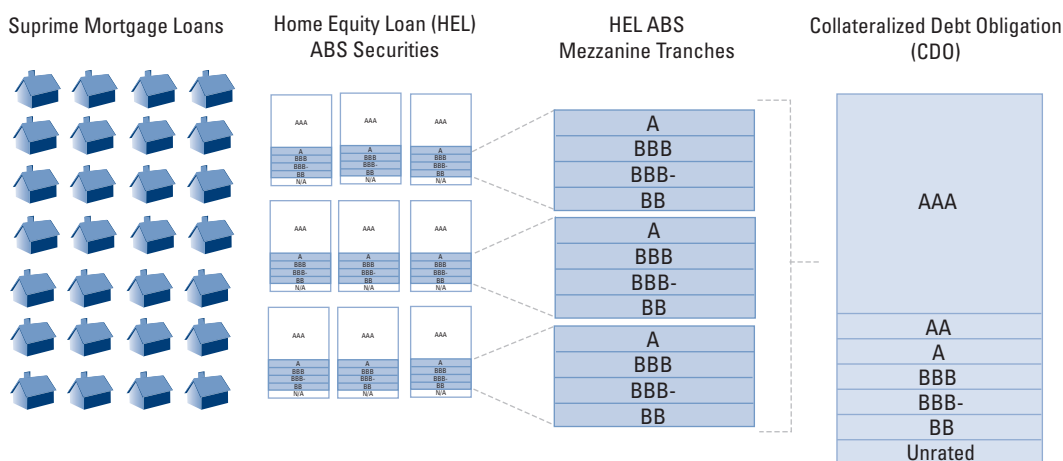 Suprime Mortgage Loans
Home Equity Loan (HEL)
ABS Securities
HEL ABS
Mezzanine Tranches
Collateralized Debt Obligation
(CDO)
AAA
A
BBB
BBB-
BB
N/A
AAA
A
BBB
BBB-
BB
N/A
AAA
A
BBB
BBB-
BB
N/A
AAA
A
BBB
BBB-
BB
N/A
AAA
A
BBB
BBB-
BB
N/A
AAA
A
BBB
BBB-
BB
N/A
AAA
A
BBB
BBB-
BB
N/A
AAA
A
BBB
BBB-
BB
N/A
AAA
A
BBB
BBB-
BB
N/A
A
BBB
BBB-
BB
A
BBB
BBB-
BB
A
BBB
BBB-
BB
AAA
AA
A
BBB
BBB-
BB
Unrated